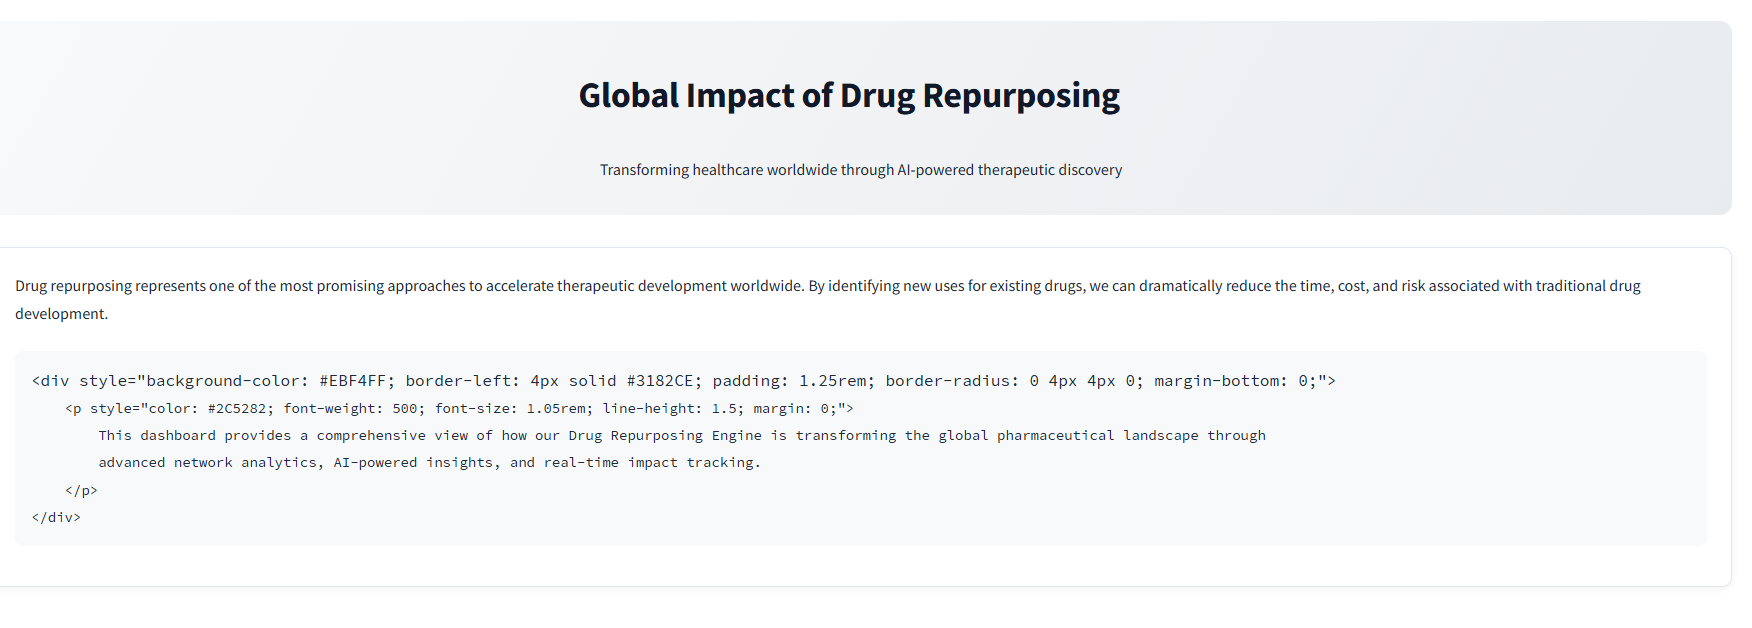 Global Impact of Drug Repurposing
Transforming healthcare worldwide through AI-powered therapeutic discovery
Drug repurposing represents one of the most promising approaches to accelerate therapeutic development worldwide. By identifying new uses for existing drugs, we can dramatically reduce the time, cost, and risk associated with traditional drug
development.
<div style="background-color: #EBF4FF; border-left: 4px solid #3182CE; padding: 1.25rem; border-radius: 0 4px 4px 0; margin-bottom: 0;">
<p style="color: #2C5282; font-weight: 500; font-size: 1.05rem; line-height: 1.5; margin: 0;">
This dashboard provides a comprehensive view of how our Drug Repurposing Engine is transforming the global pharmaceutical landscape through
advanced network analytics, AI-powered insights, and real-time impact tracking.
</p>
</div>